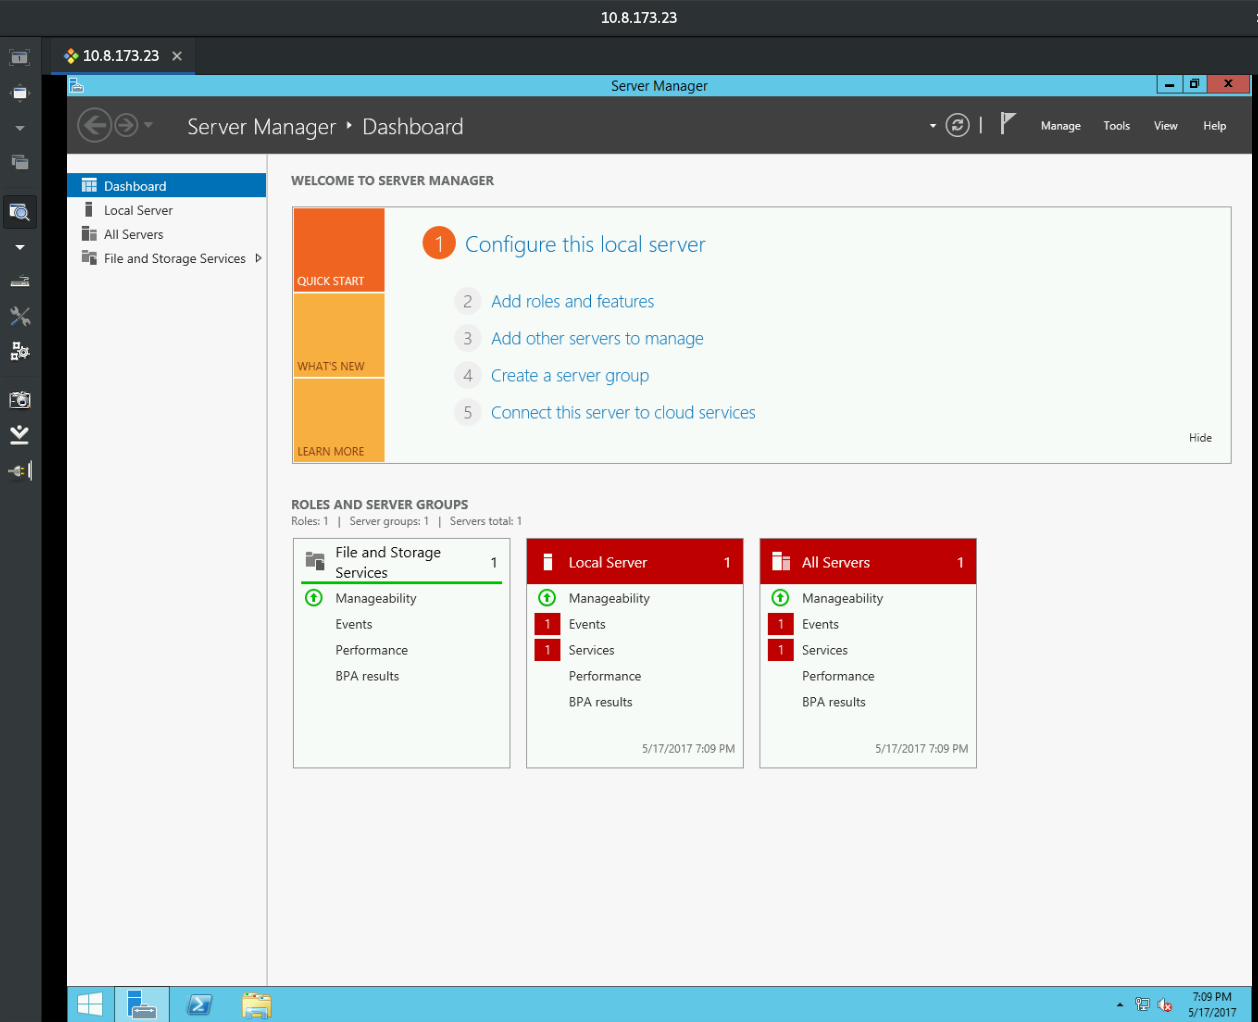 10.8.173.23
10.8.173.23
Server Manager
Server Manager Dashboard
Manage Tools View Help
Dashboard
Local Server
All Servers
File and Storage Services
WELCOME TO SERVER MANAGER
QUICK START
WHAT'S NEW
LEARN MORE
1 Configure this local server
2 Add roles and features
3 Add other servers to manage
4 Create a server group
5 Connect this server to cloud services
Hide
ROLES AND SERVER GROUPS
Roles: 1 | Server groups: 1 | Servers total: 1
File and Storage
Services 1
Manageability
Events
Performance
BPA results
Local Server 1
Manageability
1 Events
1 Services
Performance
BPA results
5/17/2017 7:09 PM
All Servers 1
Manageability
1 Events
1 Services
Performance
BPA results
5/17/2017 7:09 PM
7:09 PM
5/17/2017